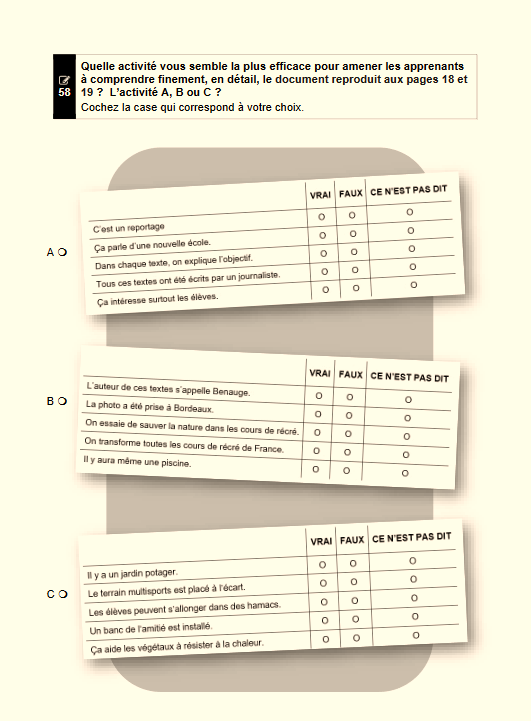 Quelle activité vous semble la plus efficace pour amener les apprenants
à comprendre finement, en détail, le document reproduit aux pages 18 et
19 ? L'activité A, B ou C ?
58
Cochez la case qui correspond à votre choix.
VRAI FAUX CE N'EST PAS DIT
C'est un reportage O O O
Ça parle d'une nouvelle école. O O O
A O
Dans chaque texte, on explique l'objectif. O O O
Tous ces textes ont été écrits par un journaliste. O O O
Ça intéresse surtout les élèves. O O O
VRAI FAUX CE N'EST PAS DIT
L'auteur de ces textes s'appelle Benauge. O O O
La photo a été prise à Bordeaux. O O O
B O
On essaie de sauver la nature dans les cours de récré. O O O
On transforme toutes les cours de récré de France. O O O
Il y aura même une piscine. O O O
VRAI FAUX CE N'EST PAS DIT
Il y a un jardin potager. O O O
Le terrain multisports est placé à l'écart. O O O
C O
Les élèves peuvent s'allonger dans des hamacs. O O O
Un banc de l'amitié est installé. O O O
Ça aide les végétaux à résister à la chaleur. O O O